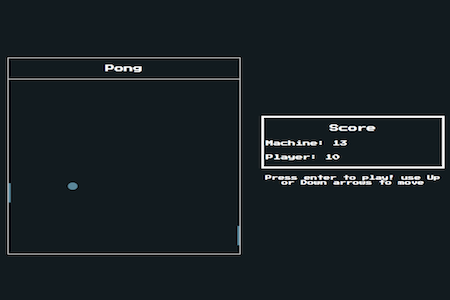 Pong
Score
Machine: 13
Player: 10
Press enter to play! use Up
or Down arrows to move